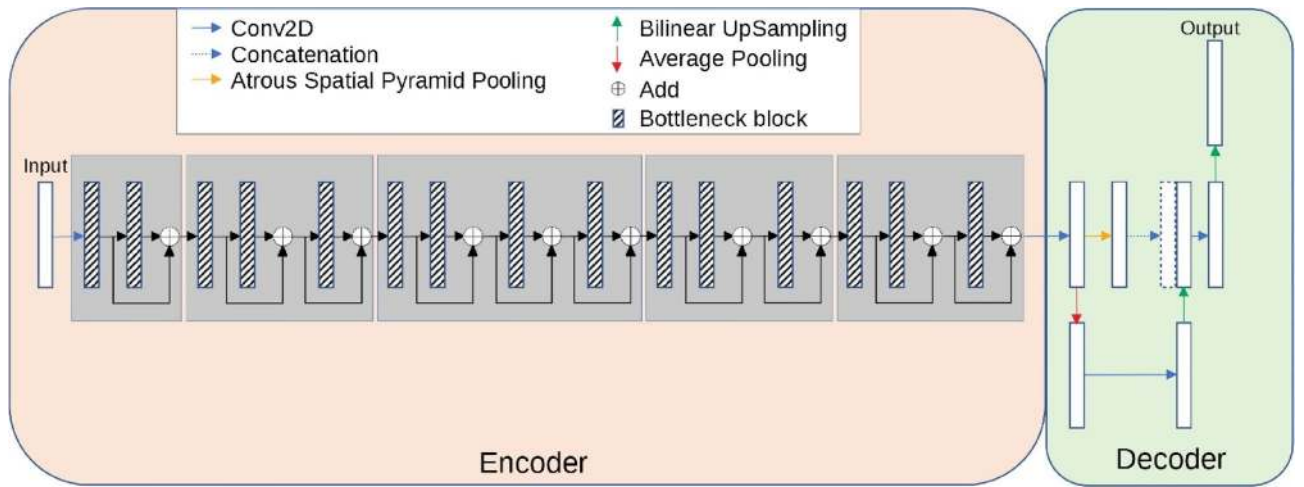 Conv2D
Concatenation
Atrous Spatial Pyramid Pooling
Bilinear UpSampling
Average Pooling
Add
Bottleneck block
Output
Input
Encoder
Decoder